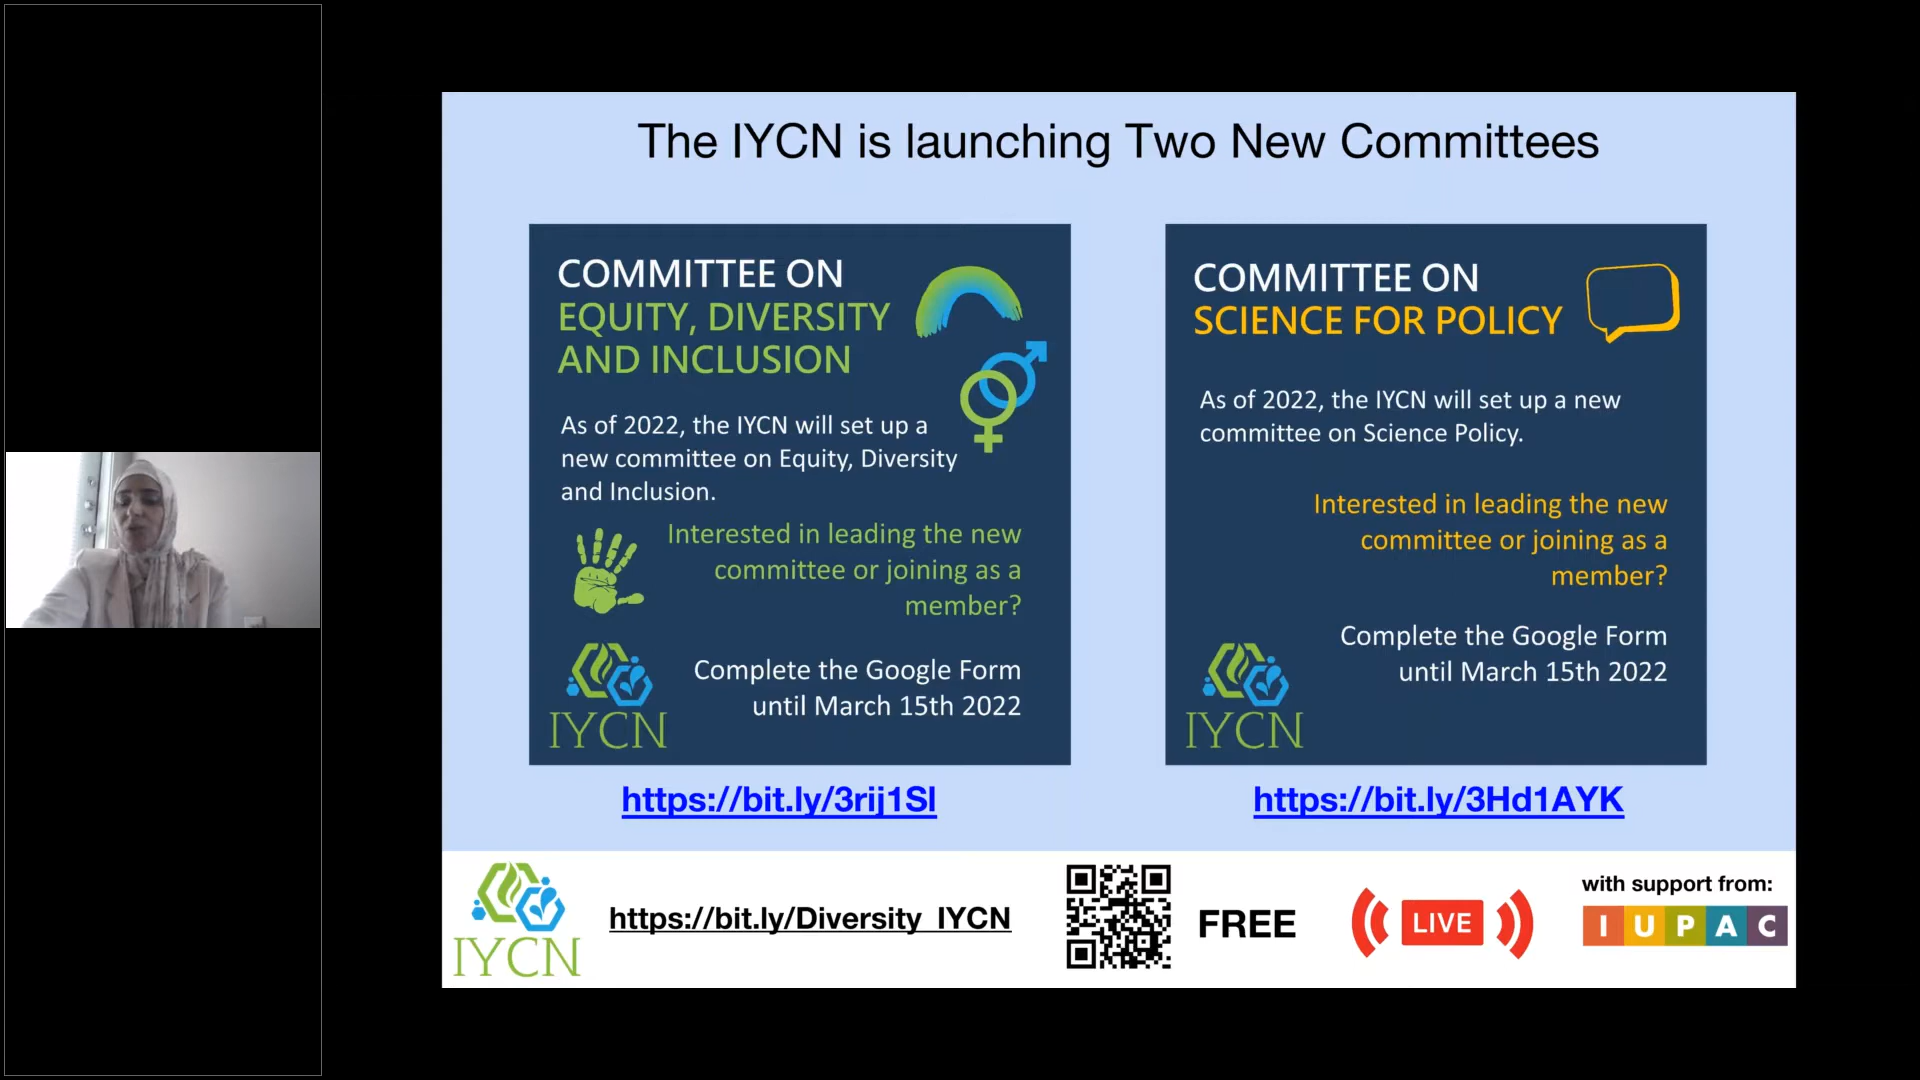 The IYCN is launching Two New Committees
COMMITTEE ON
EQUITY, DIVERSITY
AND INCLUSION
As of 2022, the IYCN will set up a
new committee on Equity, Diversity
and Inclusion.
Interested in leading the new
committee or joining as a
member?
Complete the Google Form
until March 15th 2022
IYCN
https://bit.ly/3rij1Sl
COMMITTEE ON
SCIENCE FOR POLICY
As of 2022, the IYCN will set up a new
committee on Science Policy.
Interested in leading the new
committee or joining as a
member?
Complete the Google Form
until March 15th 2022
IYCN
https://bit.ly/3Hd1AYK
IYCN
https://bit.ly/Diversity_IYCN
FREE
LIVE
with support from:
IUPAC